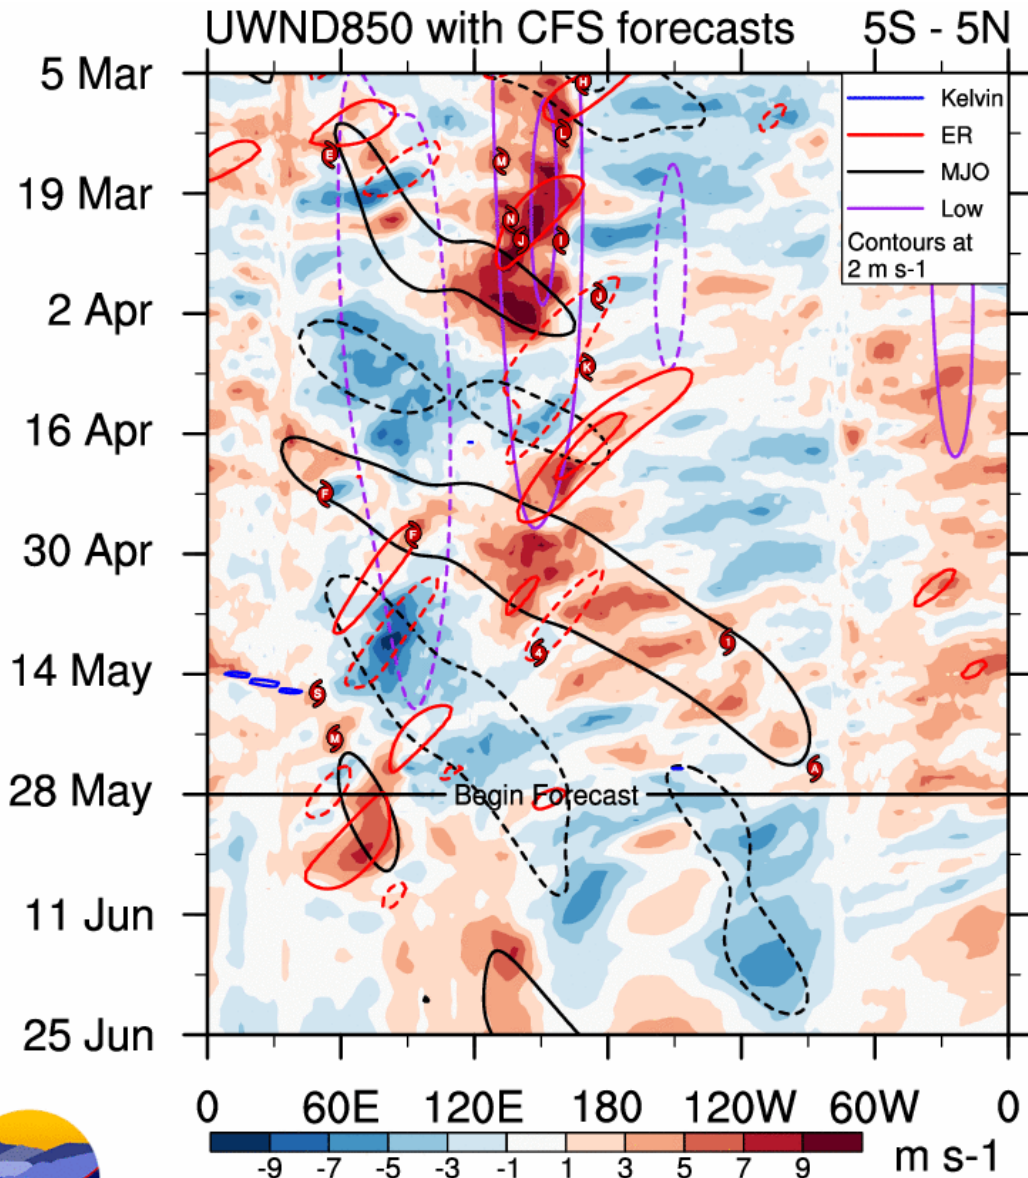 UWND850 with CFS forecasts 5S - 5N
5 Mar
19 Mar
2 Apr
16 Apr
30 Apr
14 May
28 May
11 Jun
25 Jun
Kelvin
ER
MJO
Low
Contours at
2 m s-1
H
L
E
M
N
J
I
K
F
F
1
4
S
M
A
Begin Forecast
0 60E 120E 180 120W 60W 0
-9 -7 -5 -3 -1 1 3 5 7 9
m s-1